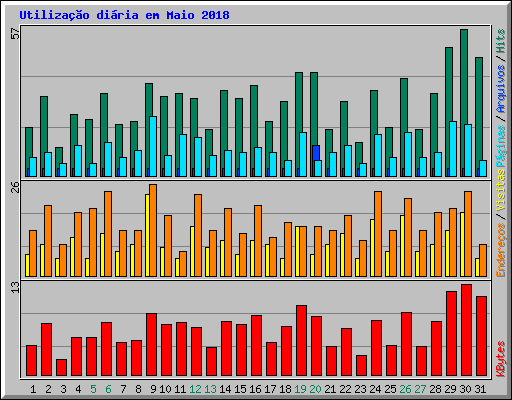 Utilização diária em Maio 2018
57
26
13
Endereços / Visitas Páginas / Arquivos / Hits
KBytes
1 2 3 4 5 6 7 8 9 10 11 12 13 14 15 16 17 18 19 20 21 22 23 24 25 26 27 28 29 30 31